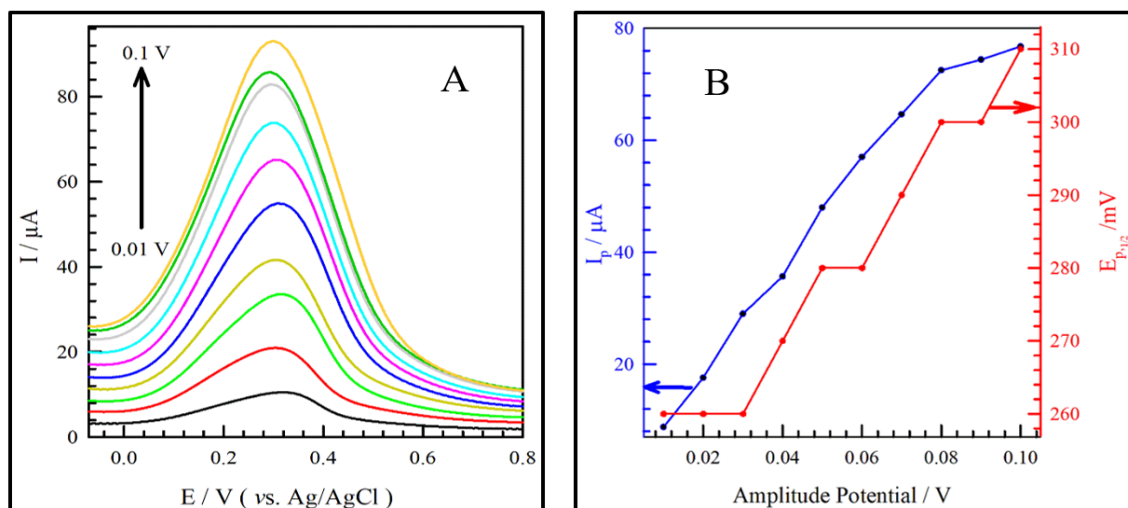 A
0.1 V
0.01 V
80
60
40
20
0
I / µA
0.0 0.2 0.4 0.6 0.8
E / V ( vs. Ag/AgCl )
B
80
60
40
20
Ip / µA
310
300
290
280
270
260
Ep,1/2 /mV
0.02 0.04 0.06 0.08 0.10
Amplitude Potential / V